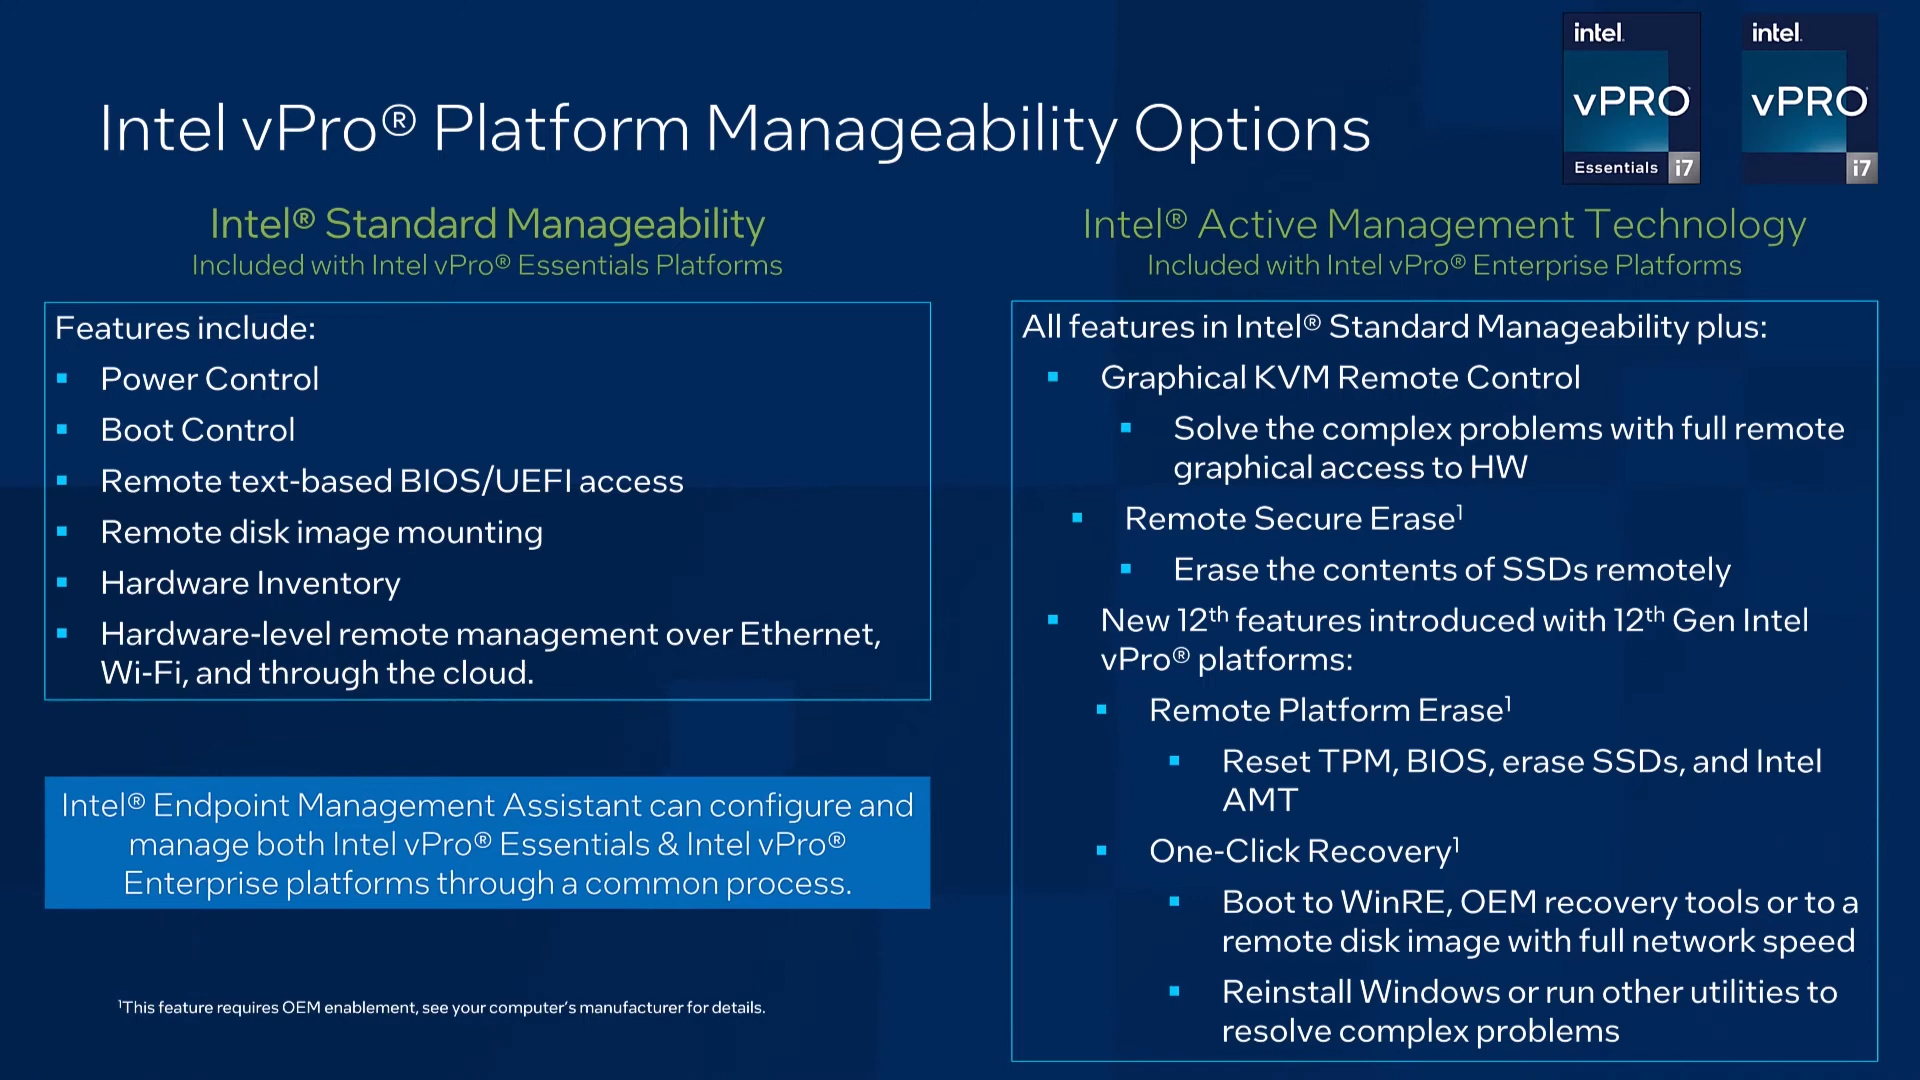 intel.
vPRO
Essentials i7
intel.
vPRO
i7
Intel vPro® Platform Manageability Options
Intel® Standard Manageability
Included with Intel vPro® Essentials Platforms
Features include:
▪ Power Control
▪ Boot Control
▪ Remote text-based BIOS/UEFI access
▪ Remote disk image mounting
▪ Hardware Inventory
▪ Hardware-level remote management over Ethernet,
Wi-Fi, and through the cloud.
Intel® Endpoint Management Assistant can configure and
manage both Intel vPro® Essentials & Intel vPro®
Enterprise platforms through a common process.
¹This feature requires OEM enablement, see your computer's manufacturer for details.
Intel® Active Management Technology
Included with Intel vPro® Enterprise Platforms
All features in Intel® Standard Manageability plus:
▪ Graphical KVM Remote Control
▪ Solve the complex problems with full remote
graphical access to HW
▪ Remote Secure Erase¹
▪ Erase the contents of SSDs remotely
▪ New 12th features introduced with 12th Gen Intel
vPro® platforms:
▪ Remote Platform Erase¹
▪ Reset TPM, BIOS, erase SSDs, and Intel
AMT
▪ One-Click Recovery¹
▪ Boot to WinRE, OEM recovery tools or to a
remote disk image with full network speed
▪ Reinstall Windows or run other utilities to
resolve complex problems